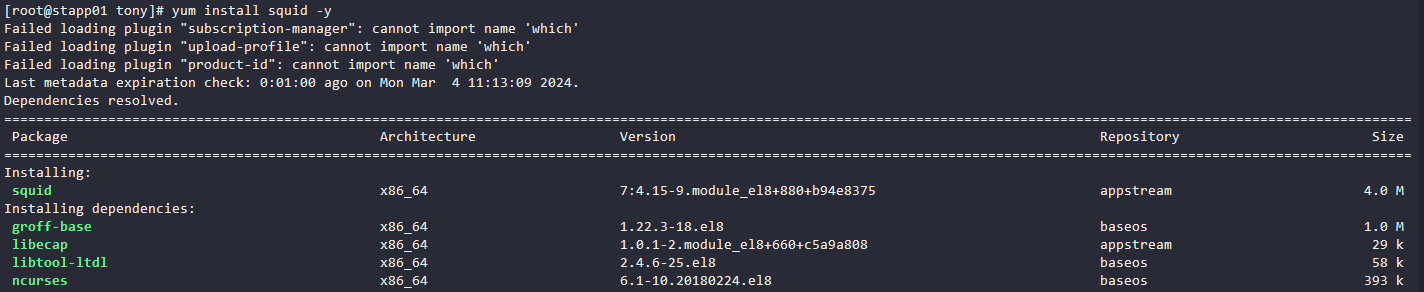 [root@stapp01 tony]# yum install squid -y
Failed loading plugin "subscription-manager": cannot import name 'which'
Failed loading plugin "upload-profile": cannot import name 'which'
Failed loading plugin "product-id": cannot import name 'which'
Last metadata expiration check: 0:01:00 ago on Mon Mar  4 11:13:09 2024.
Dependencies resolved.
================================================================================
Package Architecture Version Repository Size
================================================================================
Installing:
squid x86_64 7:4.15-9.module_el8+880+b94e8375 appstream 4.0 M
Installing dependencies:
groff-base x86_64 1.22.3-18.el8 baseos 1.0 M
libecap x86_64 1.0.1-2.module_el8+660+c5a9a808 appstream 29 k
libtool-ltdl x86_64 2.4.6-25.el8 baseos 58 k
ncurses x86_64 6.1-10.20180224.el8 baseos 393 k